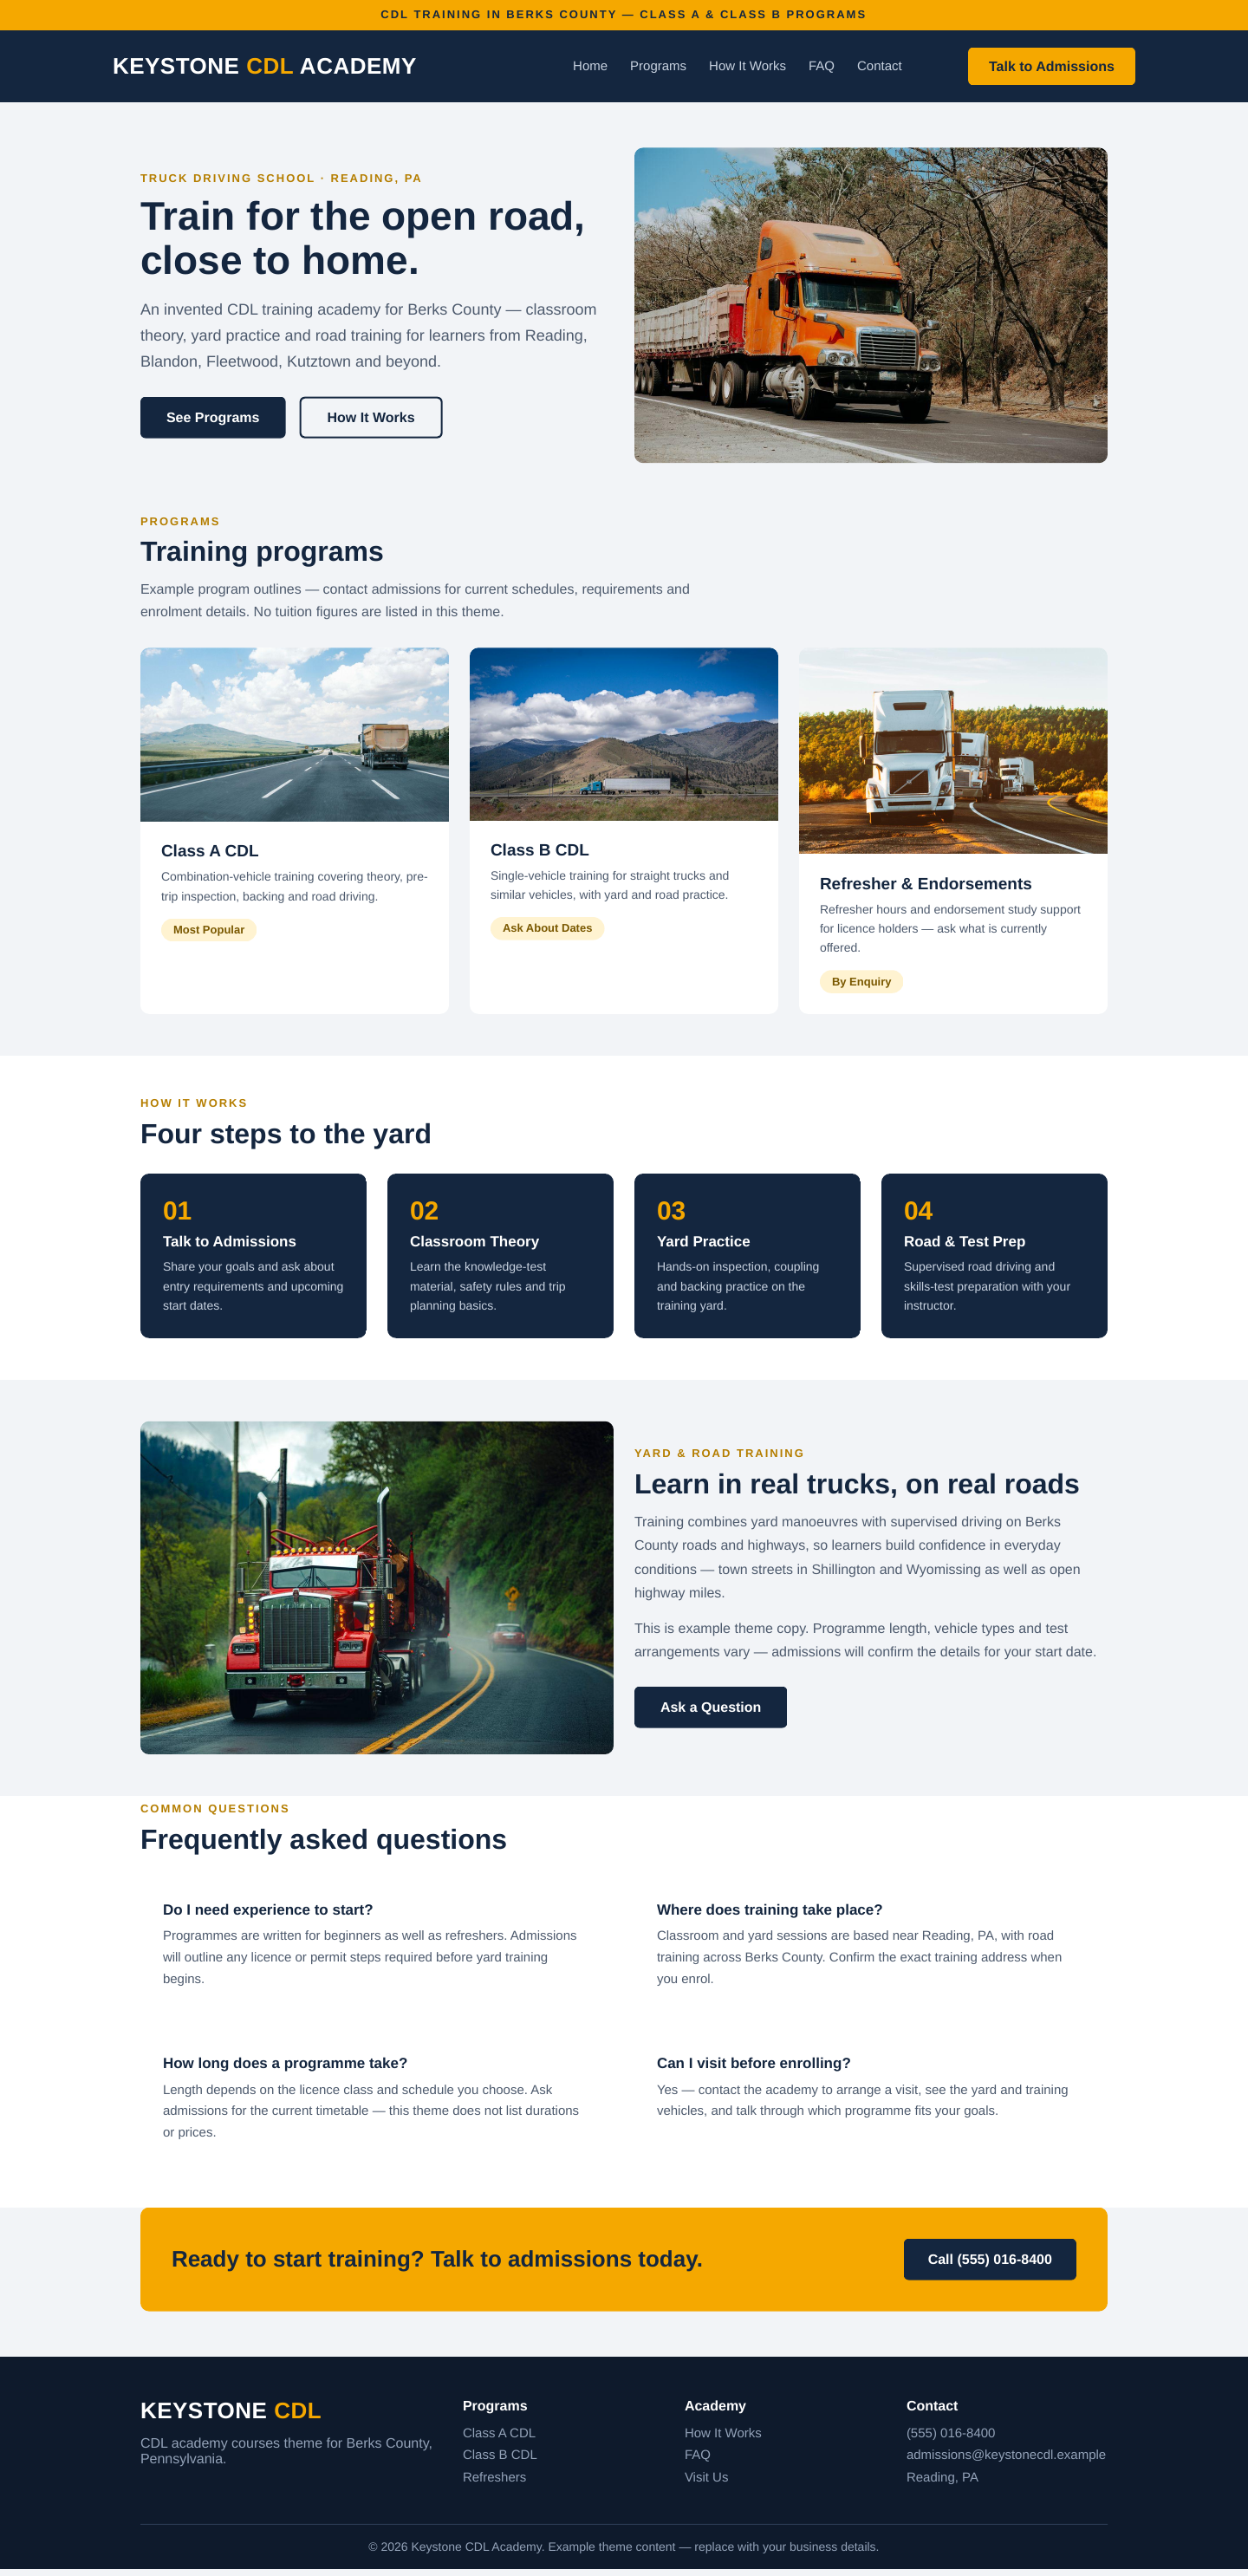 CDL TRAINING IN BERKS COUNTY — CLASS A & CLASS B PROGRAMS
KEYSTONE CDL ACADEMY
Home Programs How It Works FAQ Contact
Talk to Admissions
TRUCK DRIVING SCHOOL · READING, PA
Train for the open road,
close to home.
An invented CDL training academy for Berks County — classroom
theory, yard practice and road training for learners from Reading,
Blandon, Fleetwood, Kutztown and beyond.
See Programs
How It Works
PROGRAMS
Training programs
Example program outlines — contact admissions for current schedules, requirements and
enrolment details. No tuition figures are listed in this theme.
Class A CDL
Combination-vehicle training covering theory, pre-
trip inspection, backing and road driving.
Most Popular
Class B CDL
Single-vehicle training for straight trucks and
similar vehicles, with yard and road practice.
Ask About Dates
Refresher & Endorsements
Refresher hours and endorsement study support
for licence holders — ask what is currently
offered.
By Enquiry
HOW IT WORKS
Four steps to the yard
01
Talk to Admissions
Share your goals and ask about
entry requirements and upcoming
start dates.
02
Classroom Theory
Learn the knowledge-test
material, safety rules and trip
planning basics.
03
Yard Practice
Hands-on inspection, coupling
and backing practice on the
training yard.
04
Road & Test Prep
Supervised road driving and
skills-test preparation with your
instructor.
YARD & ROAD TRAINING
Learn in real trucks, on real roads
Training combines yard manoeuvres with supervised driving on Berks
County roads and highways, so learners build confidence in everyday
conditions — town streets in Shillington and Wyomissing as well as open
highway miles.
This is example theme copy. Programme length, vehicle types and test
arrangements vary — admissions will confirm the details for your start date.
Ask a Question
COMMON QUESTIONS
Frequently asked questions
Do I need experience to start?
Programmes are written for beginners as well as refreshers. Admissions
will outline any licence or permit steps required before yard training
begins.
Where does training take place?
Classroom and yard sessions are based near Reading, PA, with road
training across Berks County. Confirm the exact training address when
you enrol.
How long does a programme take?
Length depends on the licence class and schedule you choose. Ask
admissions for the current timetable — this theme does not list durations
or prices.
Can I visit before enrolling?
Yes — contact the academy to arrange a visit, see the yard and training
vehicles, and talk through which programme fits your goals.
Ready to start training? Talk to admissions today.
Call (555) 016-8400
KEYSTONE CDL
CDL academy courses theme for Berks County,
Pennsylvania.
Programs
Class A CDL
Class B CDL
Refreshers
Academy
How It Works
FAQ
Visit Us
Contact
(555) 016-8400
admissions@keystonecdl.example
Reading, PA
© 2026 Keystone CDL Academy. Example theme content — replace with your business details.